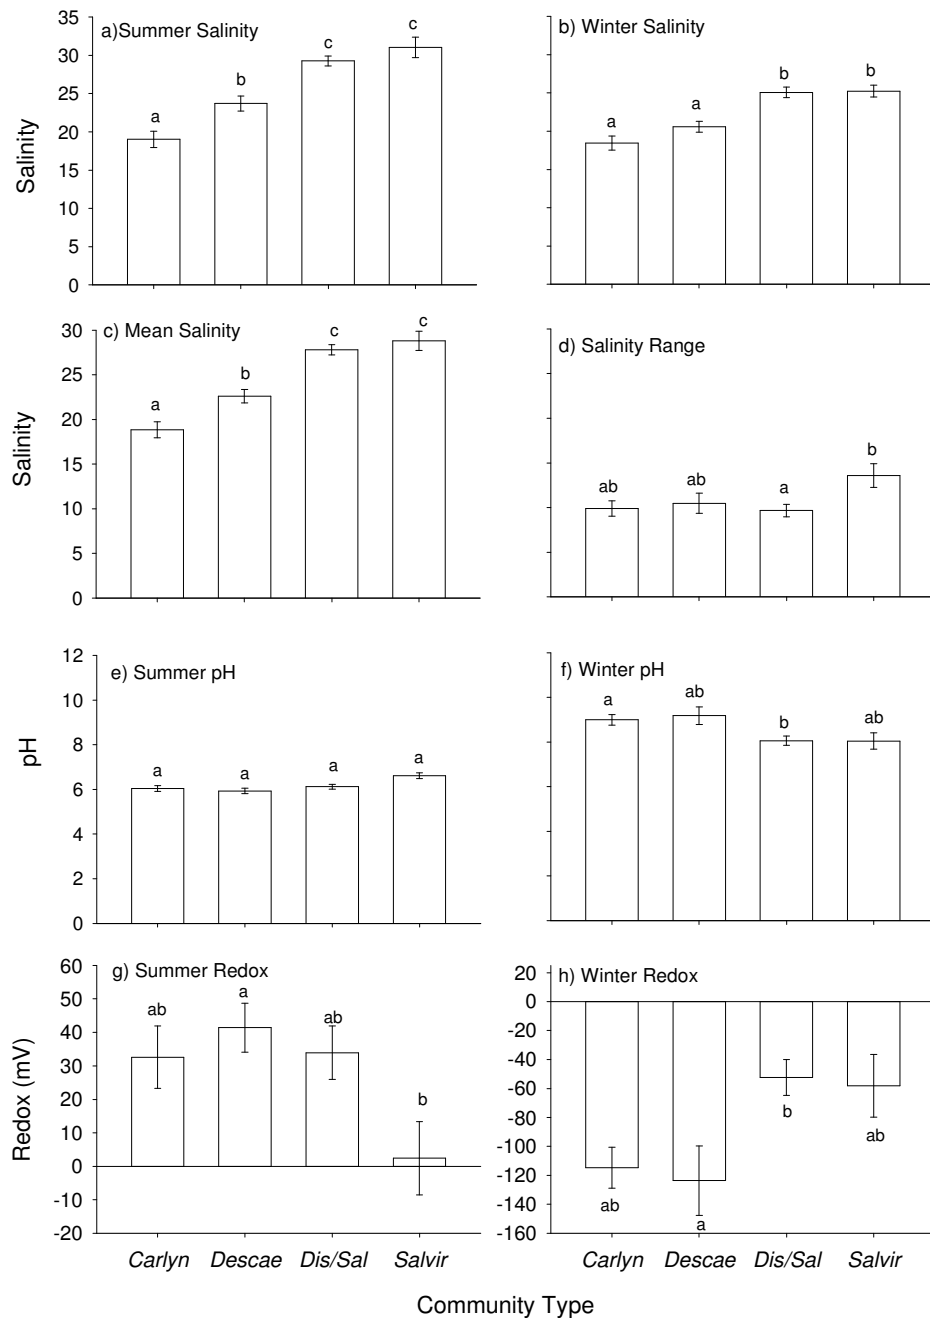 a)Summer Salinity
Salinity
35
30
25
20
15
10
5
0
a
b
c
c
b) Winter Salinity
a
a
b
b
c) Mean Salinity
Salinity
30
25
20
15
10
5
0
a
b
c
c
d) Salinity Range
ab
ab
a
b
e) Summer pH
pH
12
10
8
6
4
2
0
a
a
a
a
f) Winter pH
a
ab
b
ab
g) Summer Redox
Redox (mV)
60
50
40
30
20
10
0
-10
-20
ab
a
ab
b
Carlyn Descae Dis/Sal Salvir
h) Winter Redox
20
0
-20
-40
-60
-80
-100
-120
-140
-160
ab
a
b
ab
Carlyn Descae Dis/Sal Salvir
Community Type